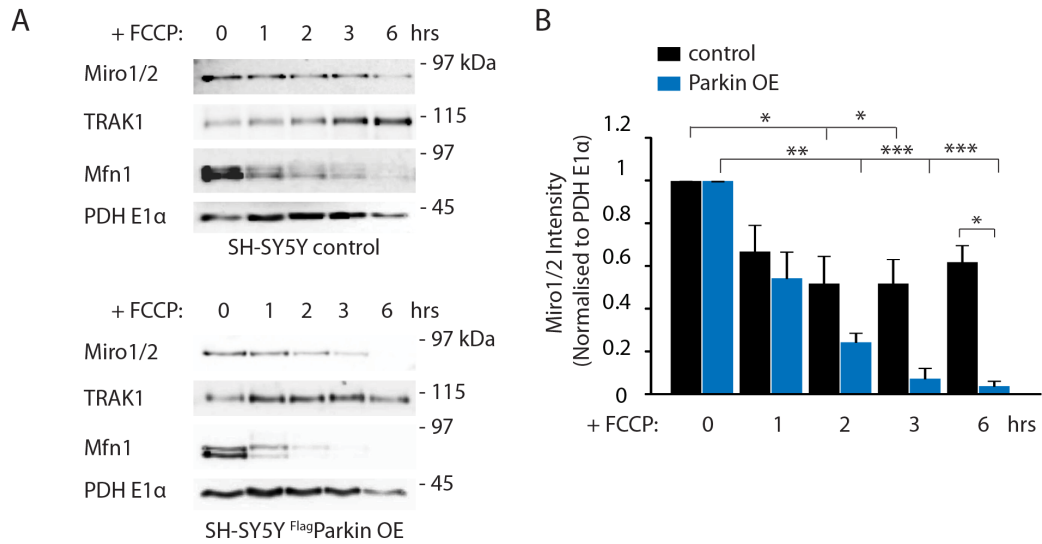 A
+ FCCP: 0 1 2 3 6 hrs
Miro1/2 - 97 kDa
TRAK1 - 115
Mfn1 - 97
PDH E1α - 45
SH-SY5Y control
+ FCCP: 0 1 2 3 6 hrs
Miro1/2 - 97 kDa
TRAK1 - 115
Mfn1 - 97
PDH E1α - 45
SH-SY5Y FlagParkin OE
B
control
Parkin OE
Miro1/2 Intensity
(Normalised to PDH E1α)
* *
** *** ***
*
1.2
1
0.8
0.6
0.4
0.2
0
+ FCCP: 0 1 2 3 6 hrs